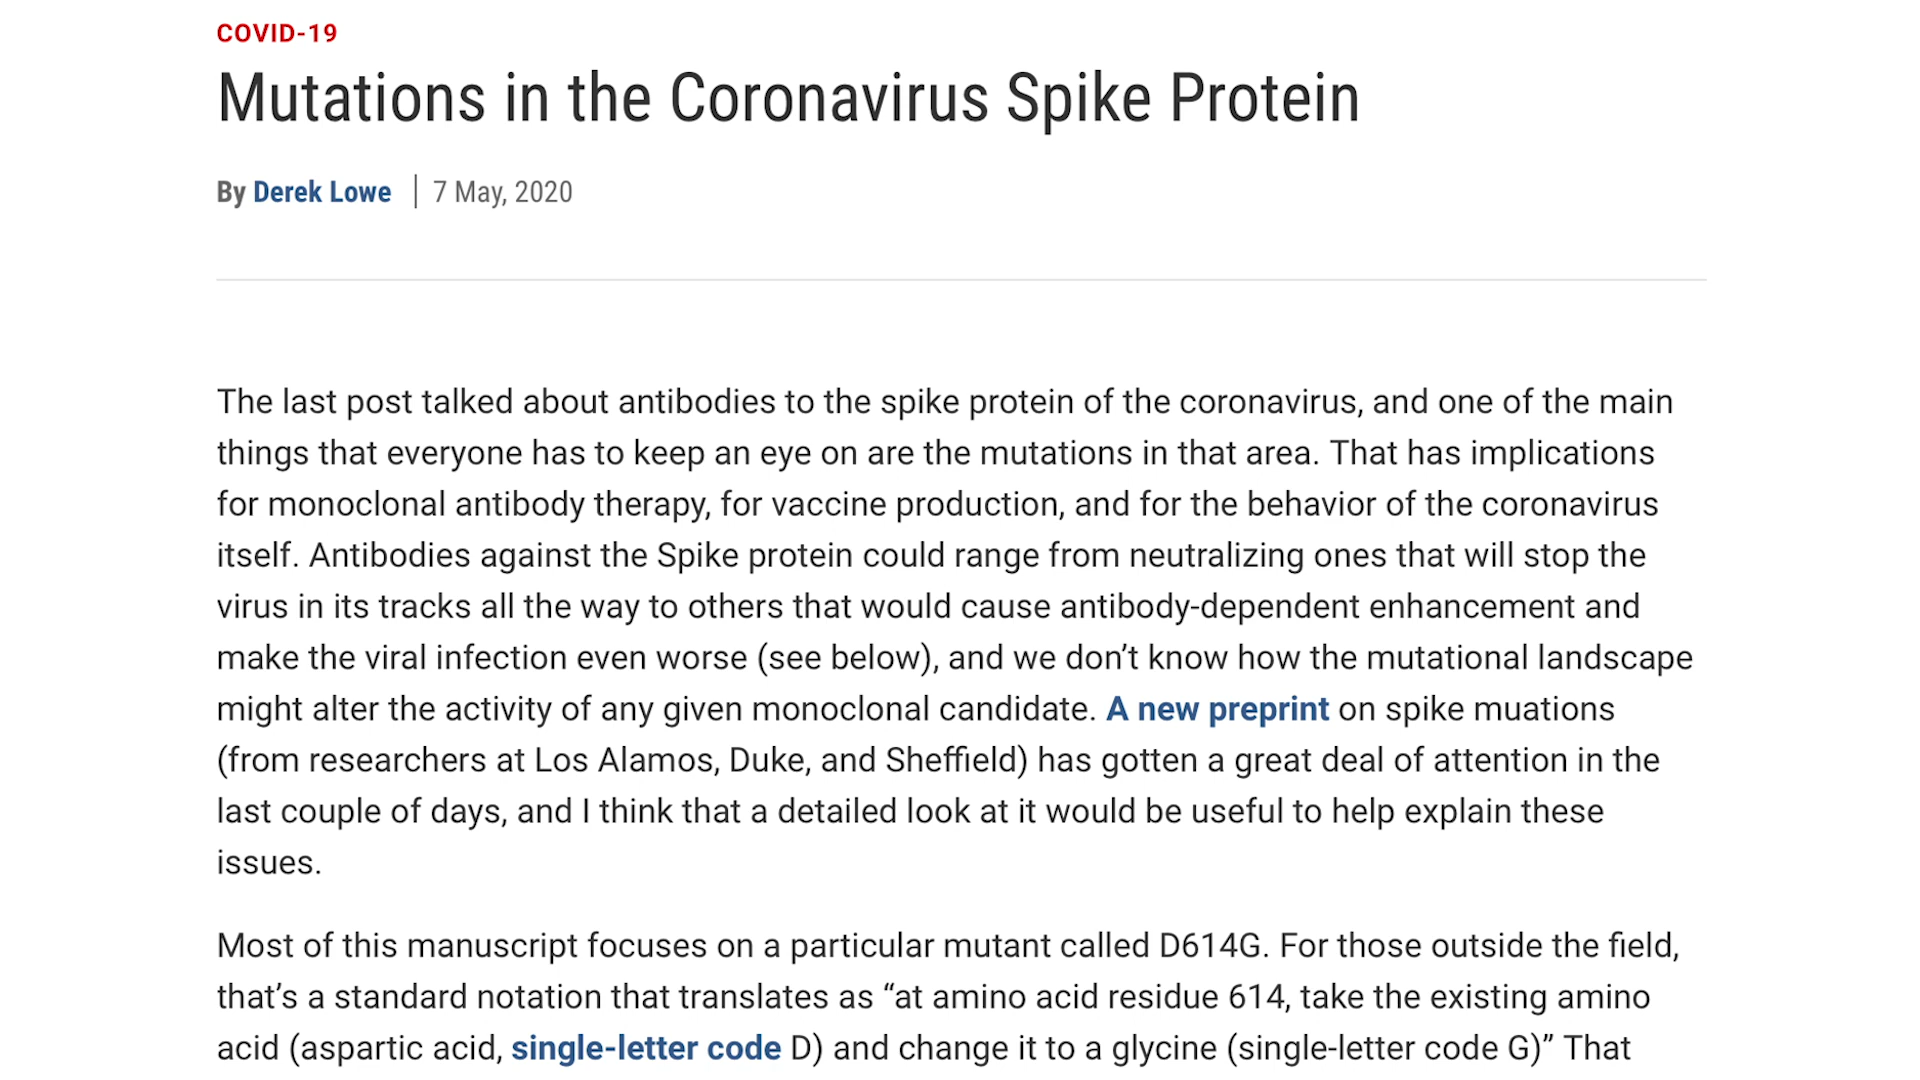 COVID-19
Mutations in the Coronavirus Spike Protein
By Derek Lowe | 7 May, 2020
The last post talked about antibodies to the spike protein of the coronavirus, and one of the main
things that everyone has to keep an eye on are the mutations in that area. That has implications
for monoclonal antibody therapy, for vaccine production, and for the behavior of the coronavirus
itself. Antibodies against the Spike protein could range from neutralizing ones that will stop the
virus in its tracks all the way to others that would cause antibody-dependent enhancement and
make the viral infection even worse (see below), and we don’t know how the mutational landscape
might alter the activity of any given monoclonal candidate. A new preprint on spike muations
(from researchers at Los Alamos, Duke, and Sheffield) has gotten a great deal of attention in the
last couple of days, and I think that a detailed look at it would be useful to help explain these
issues.
Most of this manuscript focuses on a particular mutant called D614G. For those outside the field,
that’s a standard notation that translates as “at amino acid residue 614, take the existing amino
acid (aspartic acid, single-letter code D) and change it to a glycine (single-letter code G)” That